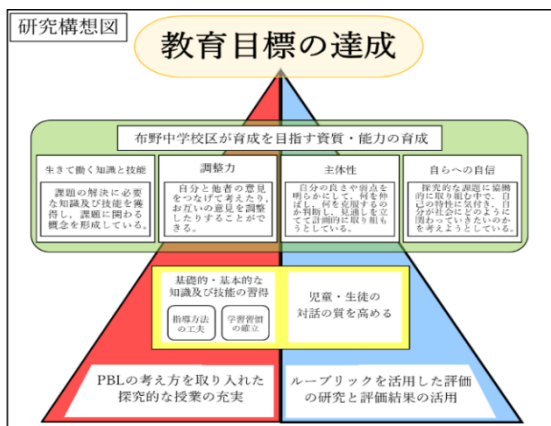 研究構想図
教育目標の達成
布野中学校区が育成を目指す資質・能力の育成
生きて働く知識と技能
課題の解決に必要
な知識及び技能を獲
得し、課題に関わる
概念を形成している。
調整力
自分と他者の意見
をつなげて考えたり、
お互いの意見を調整
したりすることがで
きる。
主体性
自分の良さや弱点を
明らかにして、何を伸
ばし、何を克服するの
か判断し、見通しを立
てて計画的に取り組も
うとしている。
自らへの自信
探究的な課題に協働
的に取り組む中で、自
己の特性に気付き、自
分が社会にどのように
関わっていきたいのか
を考えようとしている。
基礎的・基本的な
知識及び技能の習得
指導方法
の工夫
学習習慣
の確立
児童・生徒の
対話の質を高める
PBLの考え方を取り入れた
探究的な授業の充実
ルーブリックを活用した評価
の研究と評価結果の活用